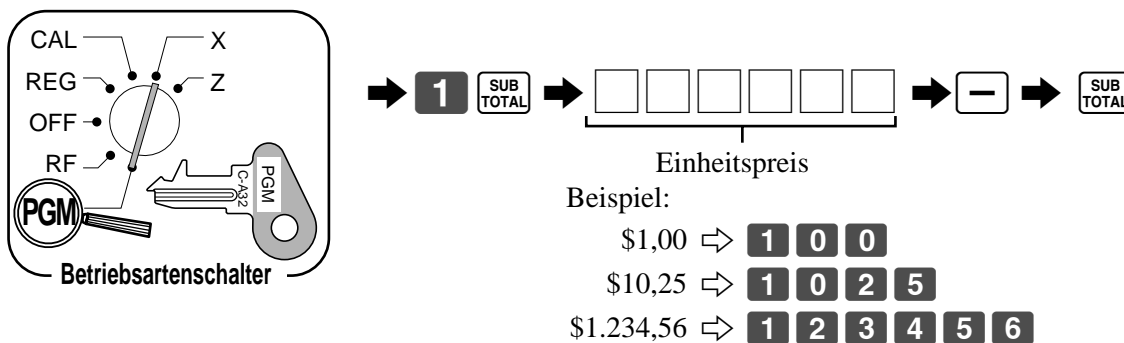 CAL
X
REG
Z
OFF
RF
PGM
PGM
C-A32
Betriebsartenschalter
1 SUB TOTAL
−
SUB TOTAL
Einheitspreis
Beispiel:
$1,00 ⇨ 1 0 0
$10,25 ⇨ 1 0 2 5
$1.234,56 ⇨ 1 2 3 4 5 6